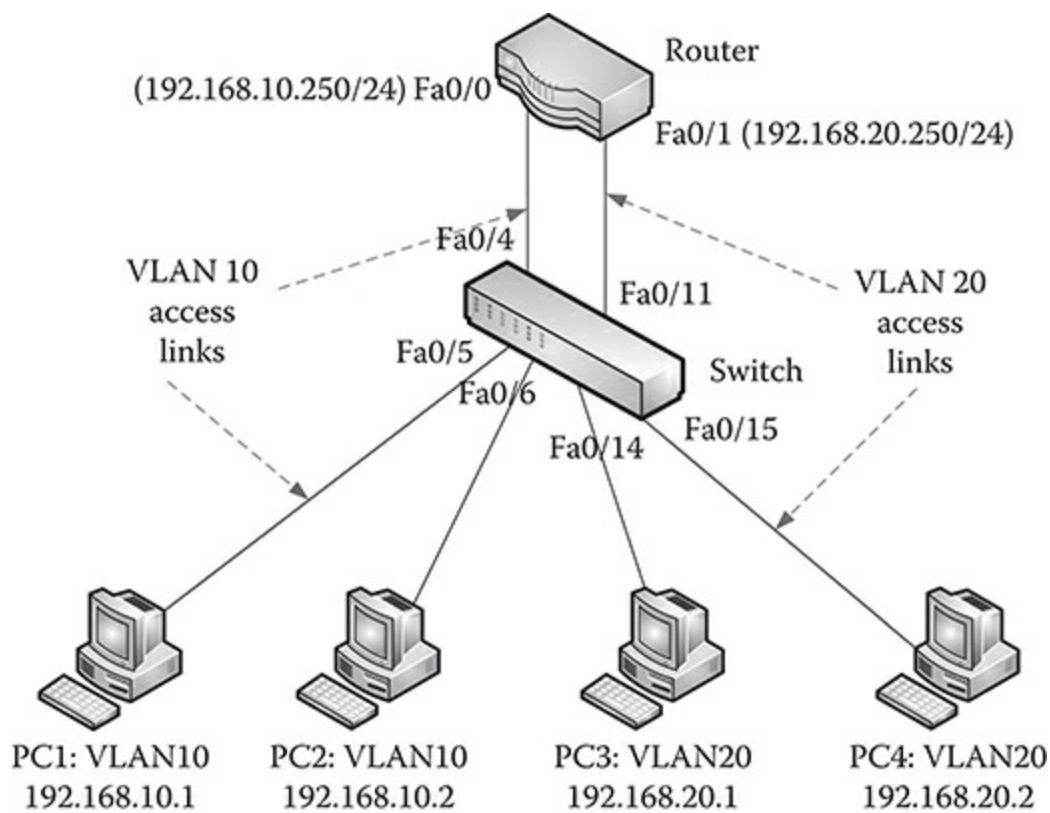 Router
(192.168.10.250/24) Fa0/0
Fa0/1 (192.168.20.250/24)
Fa0/4
VLAN 10
access
links
Fa0/11
VLAN 20
access
links
Fa0/5
Fa0/6
Switch
Fa0/14
Fa0/15
PC1: VLAN10
192.168.10.1
PC2: VLAN10
192.168.10.2
PC3: VLAN20
192.168.20.1
PC4: VLAN20
192.168.20.2